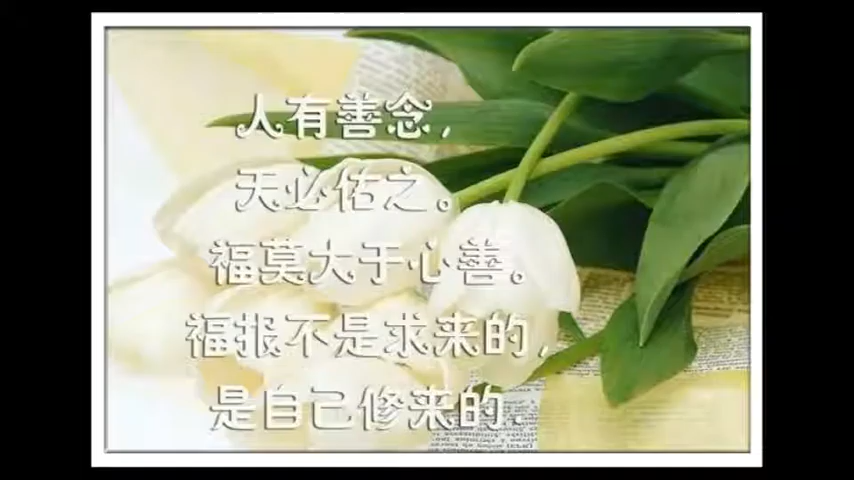 人有善念，
天必佑之。
福莫大于心善。
福报不是求来的，
是自己修来的.